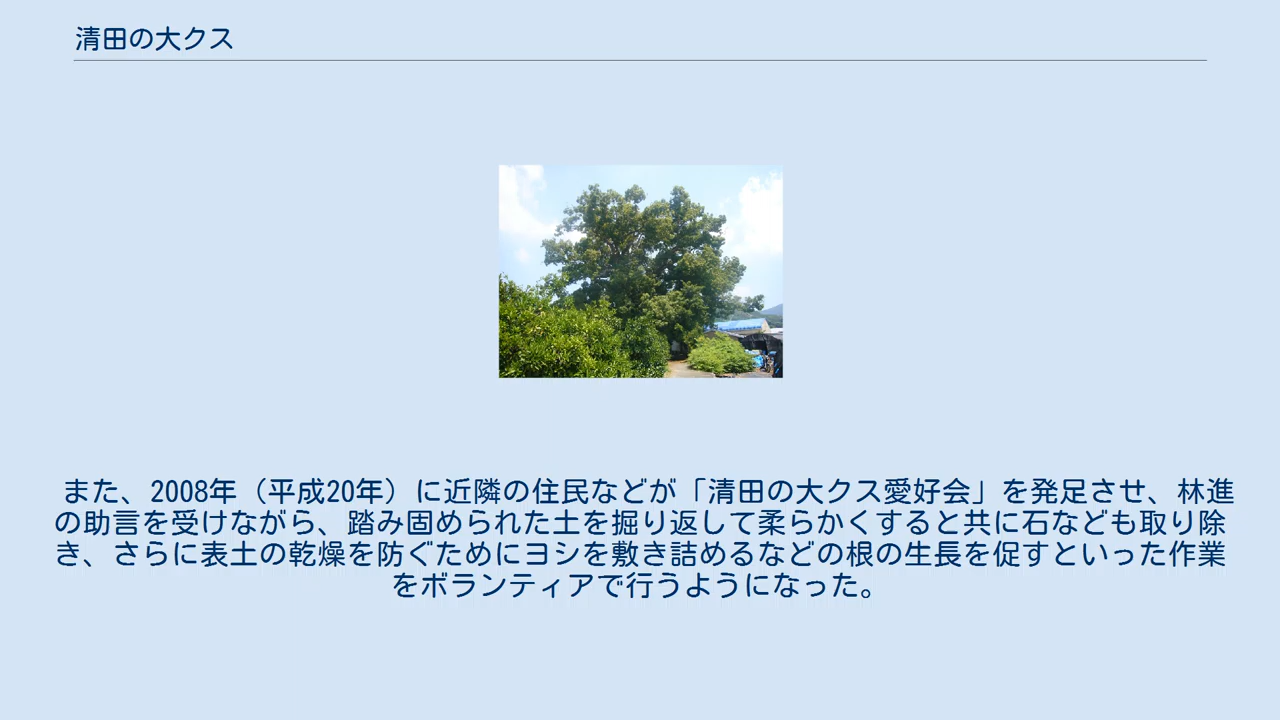 清田の大クス
また、2008年（平成20年）に近隣の住民などが「清田の大クス愛好会」を発足させ、林進
の助言を受けながら、踏み固められた土を掘り返して柔らかくすると共に石なども取り除
き、さらに表土の乾燥を防ぐためにヨシを敷き詰めるなどの根の生長を促すといった作業
をボランティアで行うようになった。